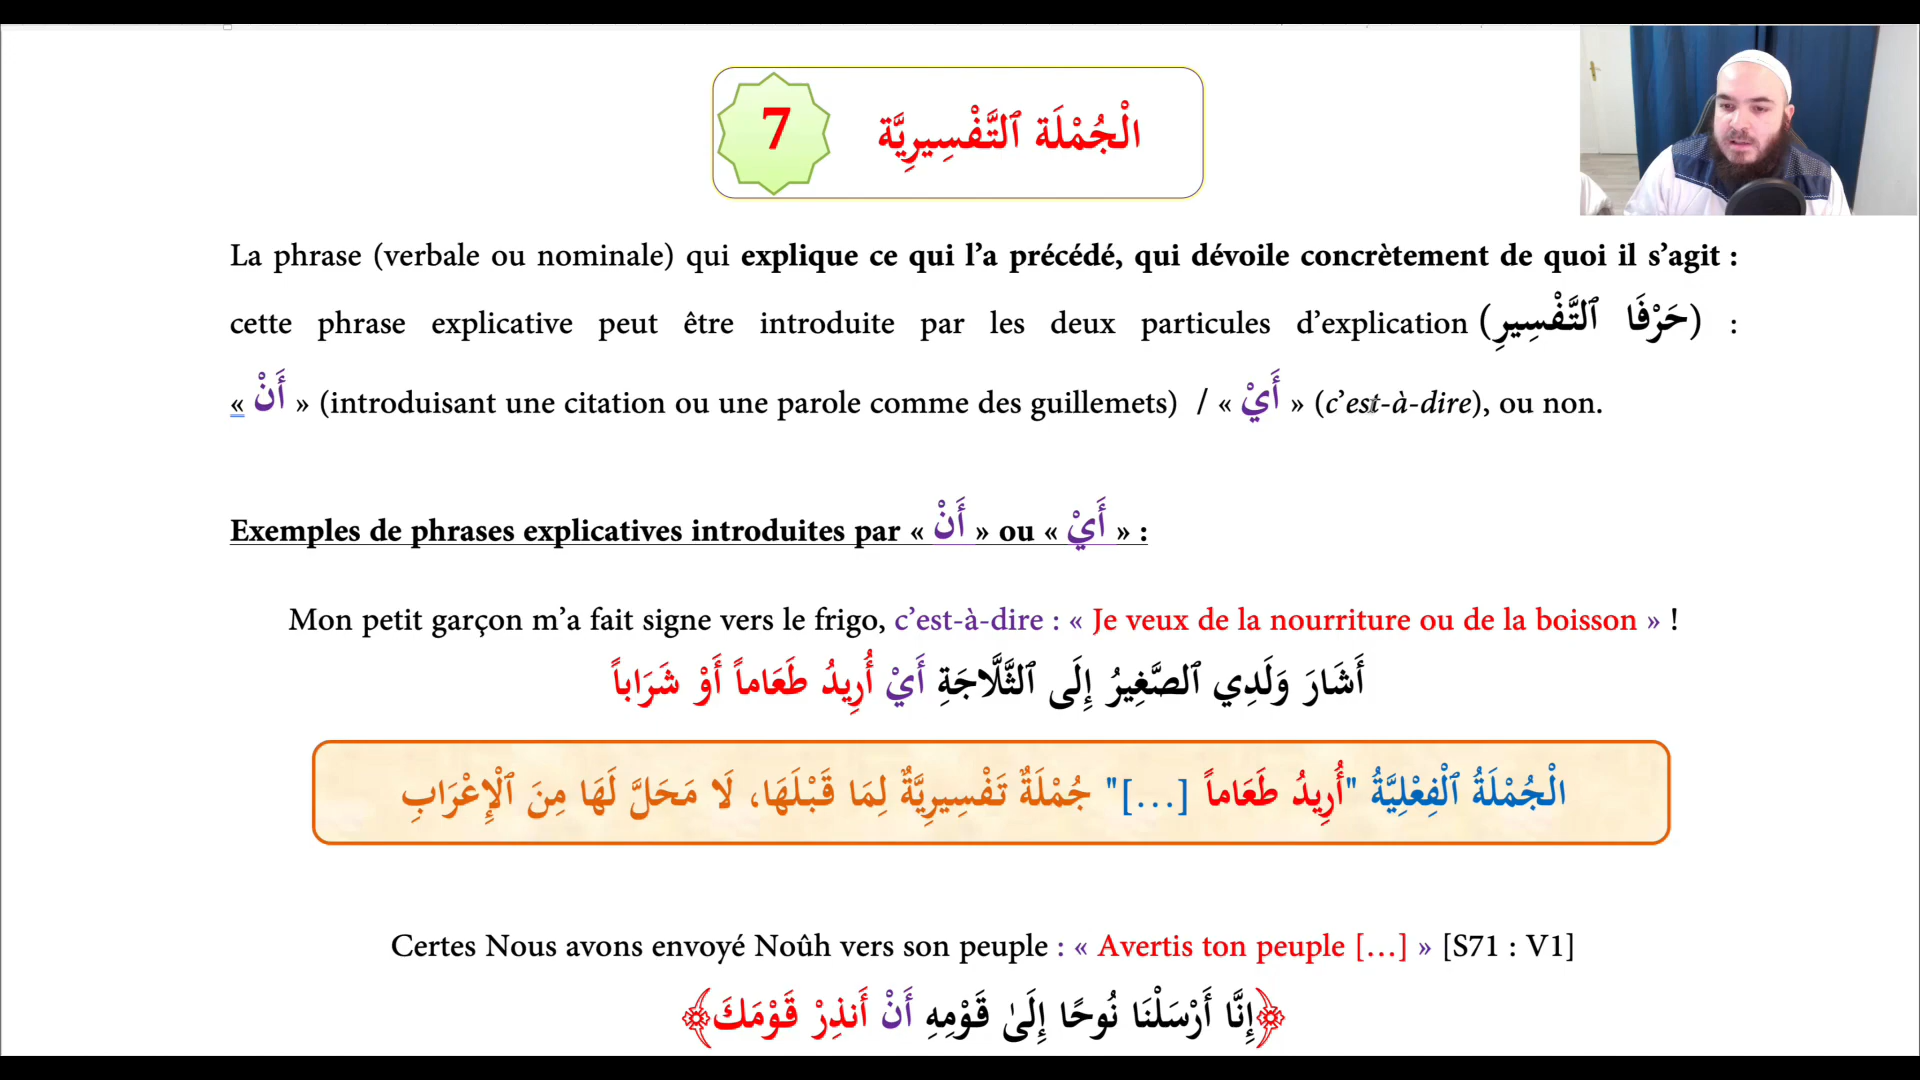 7 الْجُمْلَة ٱلتَّفْسِيرِيَّة
La phrase (verbale ou nominale) qui explique ce qui l’a précédé, qui dévoile concrètement de quoi il s’agit :
cette phrase explicative peut être introduite par les deux particules d’explication (حَرْفَا ٱلتَّفْسِيرِ) :
« أَنْ » (introduisant une citation ou une parole comme des guillemets) / « أَيْ » (c’est-à-dire), ou non.
Exemples de phrases explicatives introduites par « أَنْ » ou « أَيْ » :
Mon petit garçon m’a fait signe vers le frigo, c’est-à-dire : « Je veux de la nourriture ou de la boisson » !
أَشَارَ وَلَدِي ٱلصَّغِيرُ إِلَى ٱلثَّلَّاجَةِ أَيْ أُرِيدُ طَعَاماً أَوْ شَرَاباً
الْجُمْلَةُ ٱلْفِعْلِيَّةُ "أُرِيدُ طَعَاماً [...]" جُمْلَةٌ تَفْسِيرِيَّةٌ لِمَا قَبْلَهَا، لَا مَحَلَّ لَهَا مِنَ ٱلْإِعْرَابِ
Certes Nous avons envoyé Noûh vers son peuple : « Avertis ton peuple […] » [S71 : V1]
﴿إِنَّا أَرْسَلْنَا نُوحًا إِلَىٰ قَوْمِهِ أَنْ أَنذِرْ قَوْمَكَ﴾